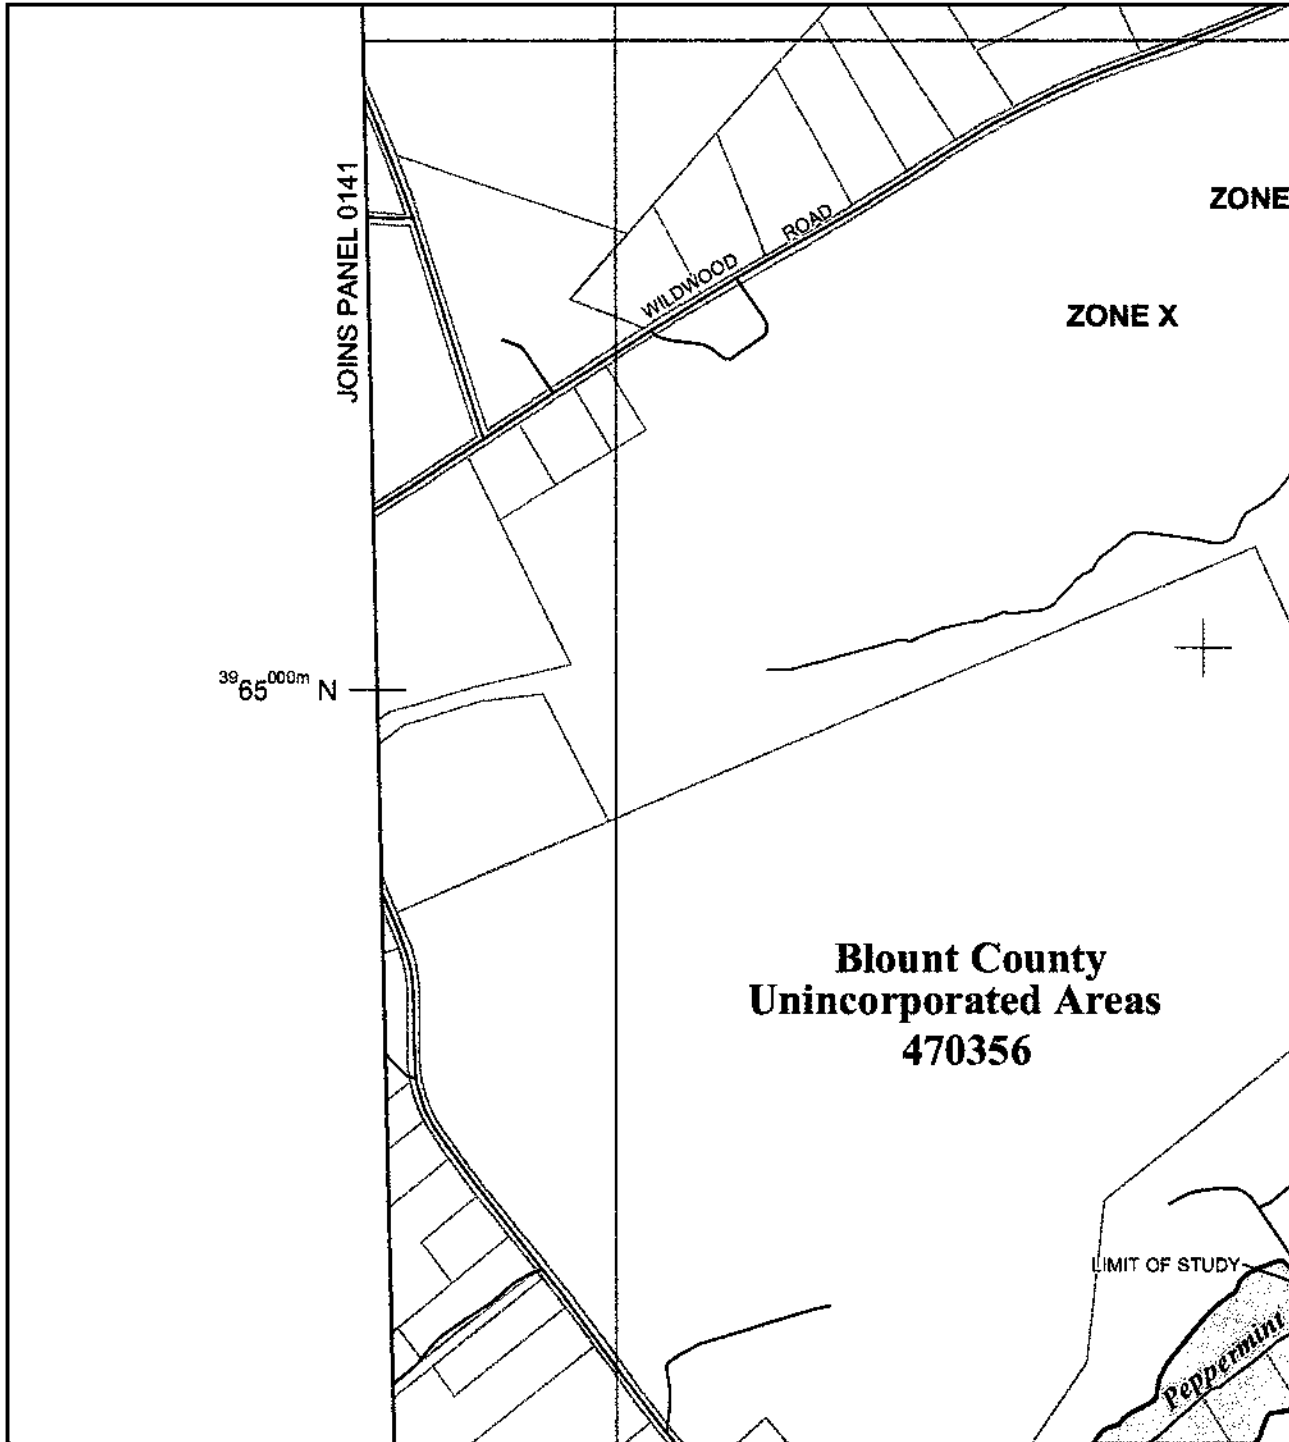 JOINS PANEL 0141
WILDWOOD ROAD
ZONE
ZONE X
3965000m N
Blount County
Unincorporated Areas
470356
LIMIT OF STUDY
Peppermint